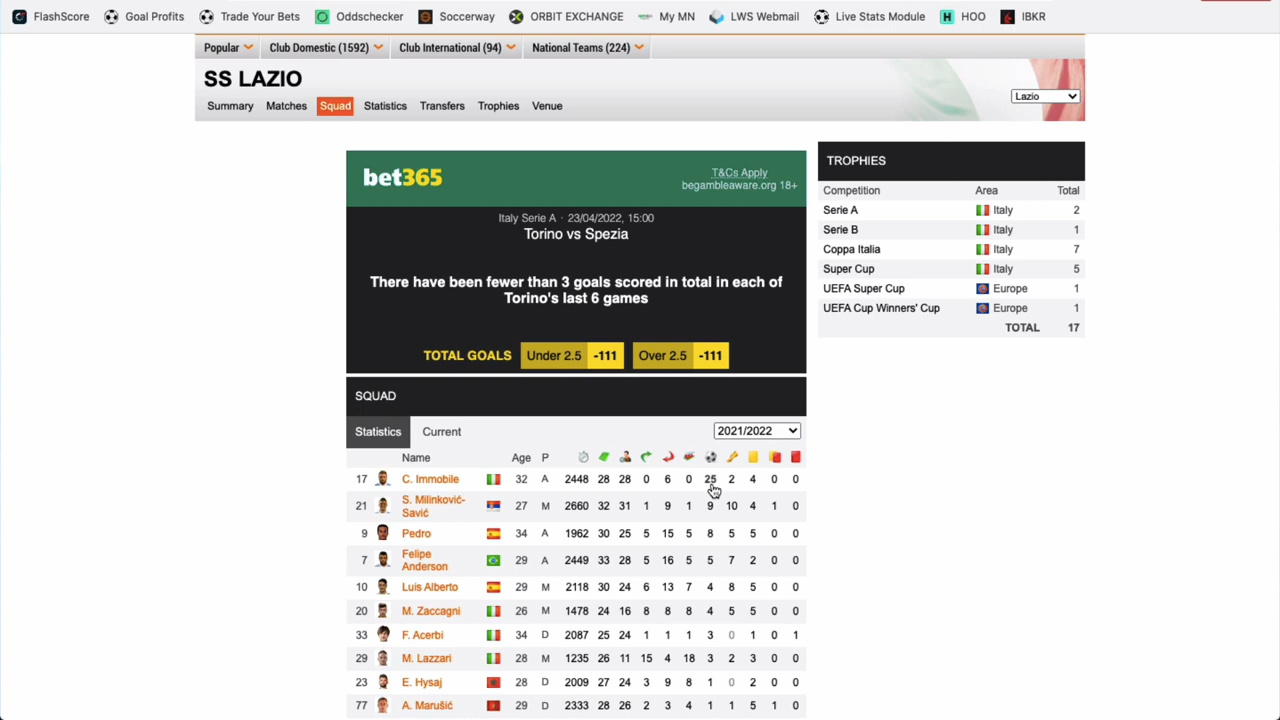 FlashScore Goal Profits Trade Your Bets Oddschecker Soccerway ORBIT EXCHANGE My MN LWS Webmail Live Stats Module HOO IBKR
Popular Club Domestic (1592) Club International (94) National Teams (224)
SS LAZIO
Lazio
Summary Matches Squad Statistics Transfers Trophies Venue
bet365
T&Cs Apply
begambleaware.org 18+
Italy Serie A · 23/04/2022, 15:00
Torino vs Spezia
There have been fewer than 3 goals scored in total in each of
Torino's last 6 games
TOTAL GOALS Under 2.5 -111 Over 2.5 -111
SQUAD
Statistics Current 2021/2022
Name Age P
17 C. Immobile 32 A 2448 28 28 0 6 0 25 2 4 0 0
21 S. Milinković-
Savić 27 M 2660 32 31 1 9 1 9 10 4 1 0
9 Pedro 34 A 1962 30 25 5 15 5 8 5 5 0 0
7 Felipe
Anderson 29 A 2449 33 28 5 16 5 5 7 2 0 0
10 Luis Alberto 29 M 2118 30 24 6 13 7 4 8 5 0 0
20 M. Zaccagni 26 M 1478 24 16 8 8 8 4 5 5 0 0
33 F. Acerbi 34 D 2087 25 24 1 1 1 3 0 1 0 1
29 M. Lazzari 28 M 1235 26 11 15 4 18 3 2 3 0 0
23 E. Hysaj 28 D 2009 27 24 3 9 8 1 0 2 0 0
77 A. Marušić 29 D 2333 28 26 2 3 4 1 1 5 1 0
TROPHIES
Competition Area Total
Serie A Italy 2
Serie B Italy 1
Coppa Italia Italy 7
Super Cup Italy 5
UEFA Super Cup Europe 1
UEFA Cup Winners' Cup Europe 1
TOTAL 17